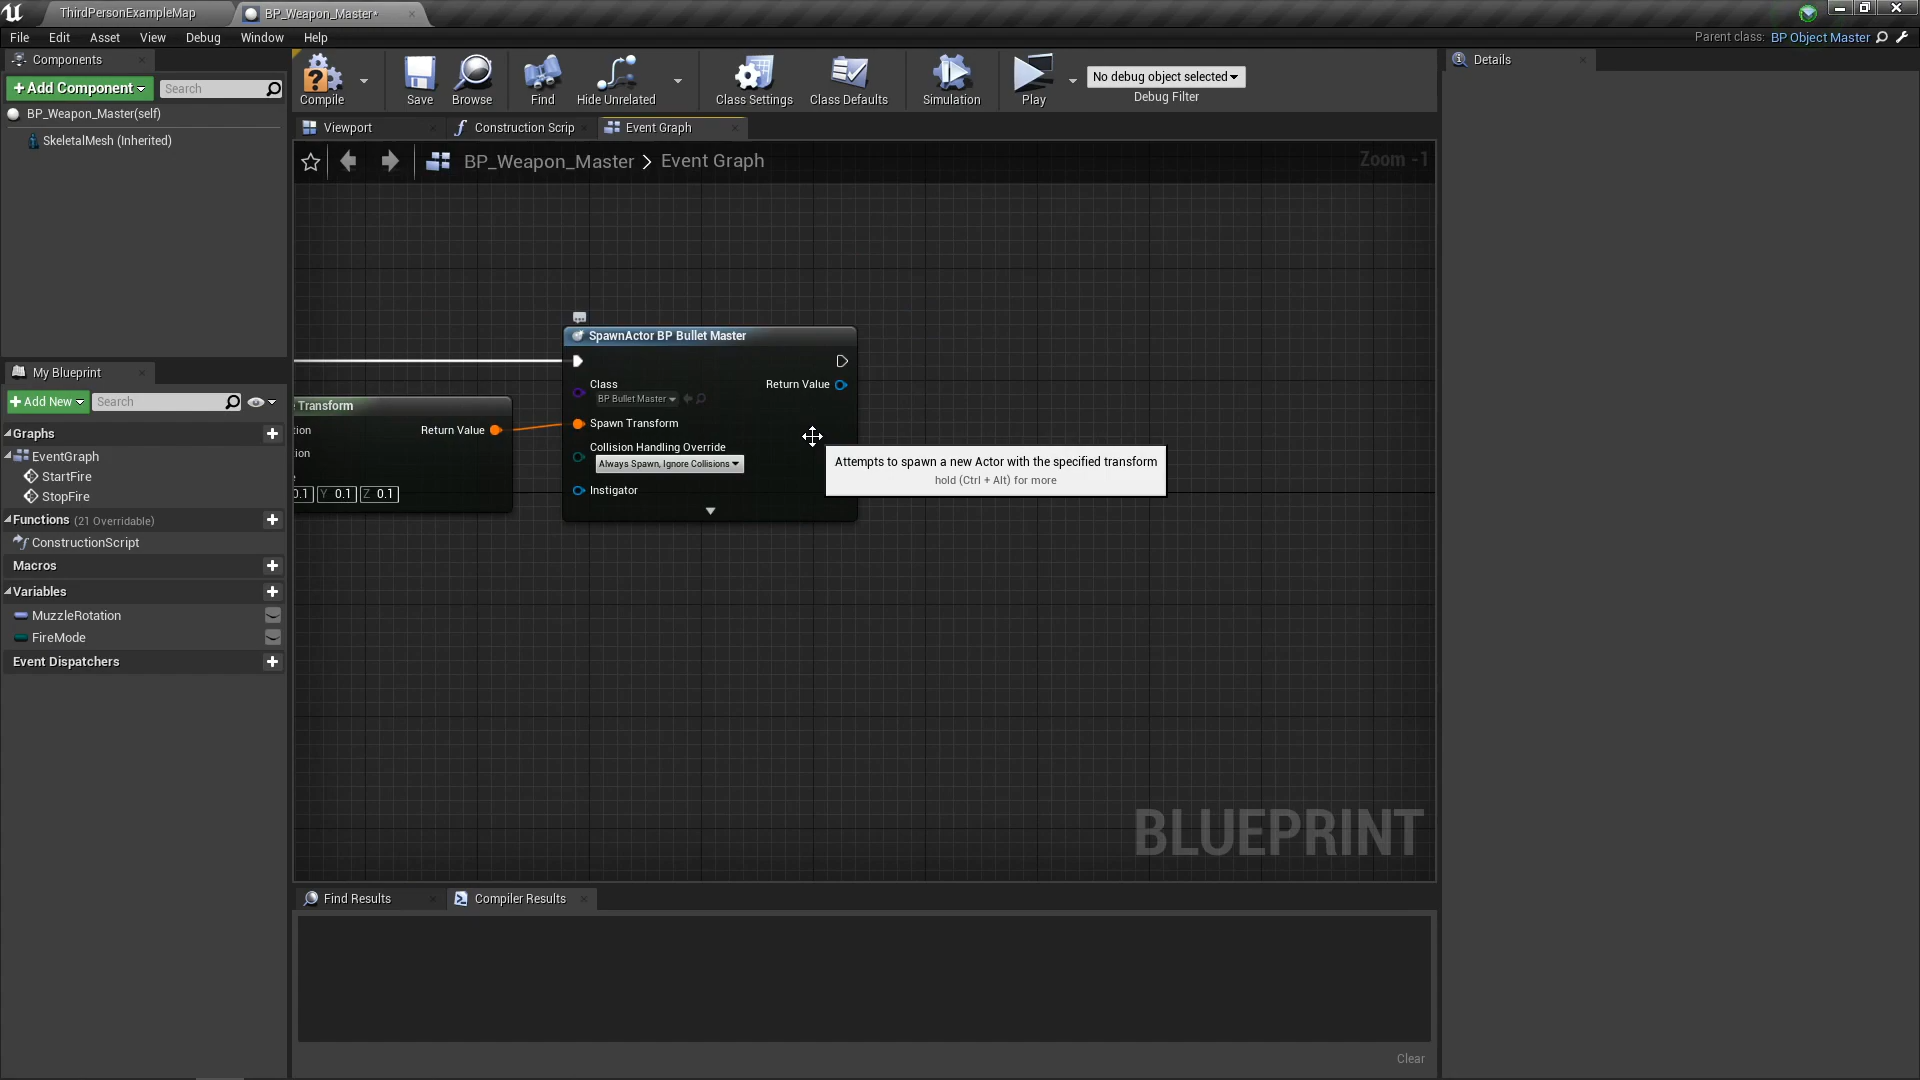 ThirdPersonExampleMap
BP_Weapon_Master*
File Edit Asset View Debug Window Help
Parent class: BP Object Master
Components
+Add Component
Search
BP_Weapon_Master(self)
SkeletalMesh (Inherited)
Compile
Save
Browse
Find
Hide Unrelated
Class Settings
Class Defaults
Simulation
Play
No debug object selected
Debug Filter
Details
Viewport
Construction Scrip
Event Graph
BP_Weapon_Master > Event Graph
Zoom -1
My Blueprint
+Add New
Search
Graphs
EventGraph
StartFire
StopFire
Functions (21 Overridable)
ConstructionScript
Macros
Variables
MuzzleRotation
FireMode
Event Dispatchers
Transform
tion
Return Value
tion
0.1 Y 0.1 Z 0.1
SpawnActor BP Bullet Master
Class
Return Value
BP Bullet Master
Spawn Transform
Collision Handling Override
Always Spawn, Ignore Collisions
Instigator
Attempts to spawn a new Actor with the specified transform
hold (Ctrl + Alt) for more
BLUEPRINT
Find Results
Compiler Results
Clear